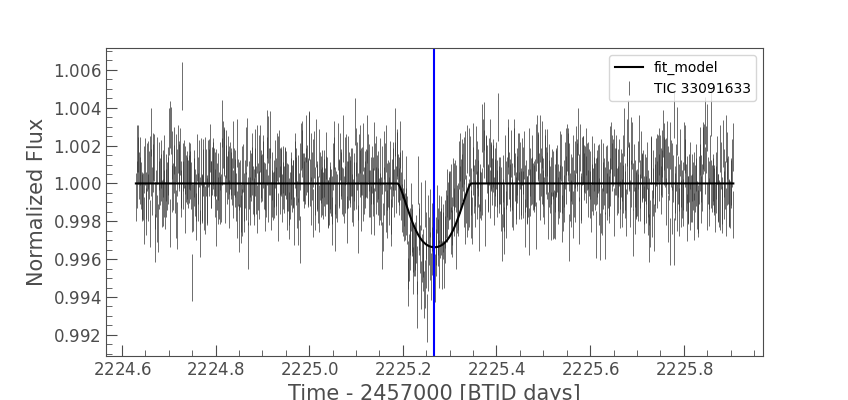 fit_model
TIC 33091633
Normalized Flux
1.006
1.004
1.002
1.000
0.998
0.996
0.994
0.992
2224.6 2224.8 2225.0 2225.2 2225.4 2225.6 2225.8
Time - 2457000 [BTJD days]